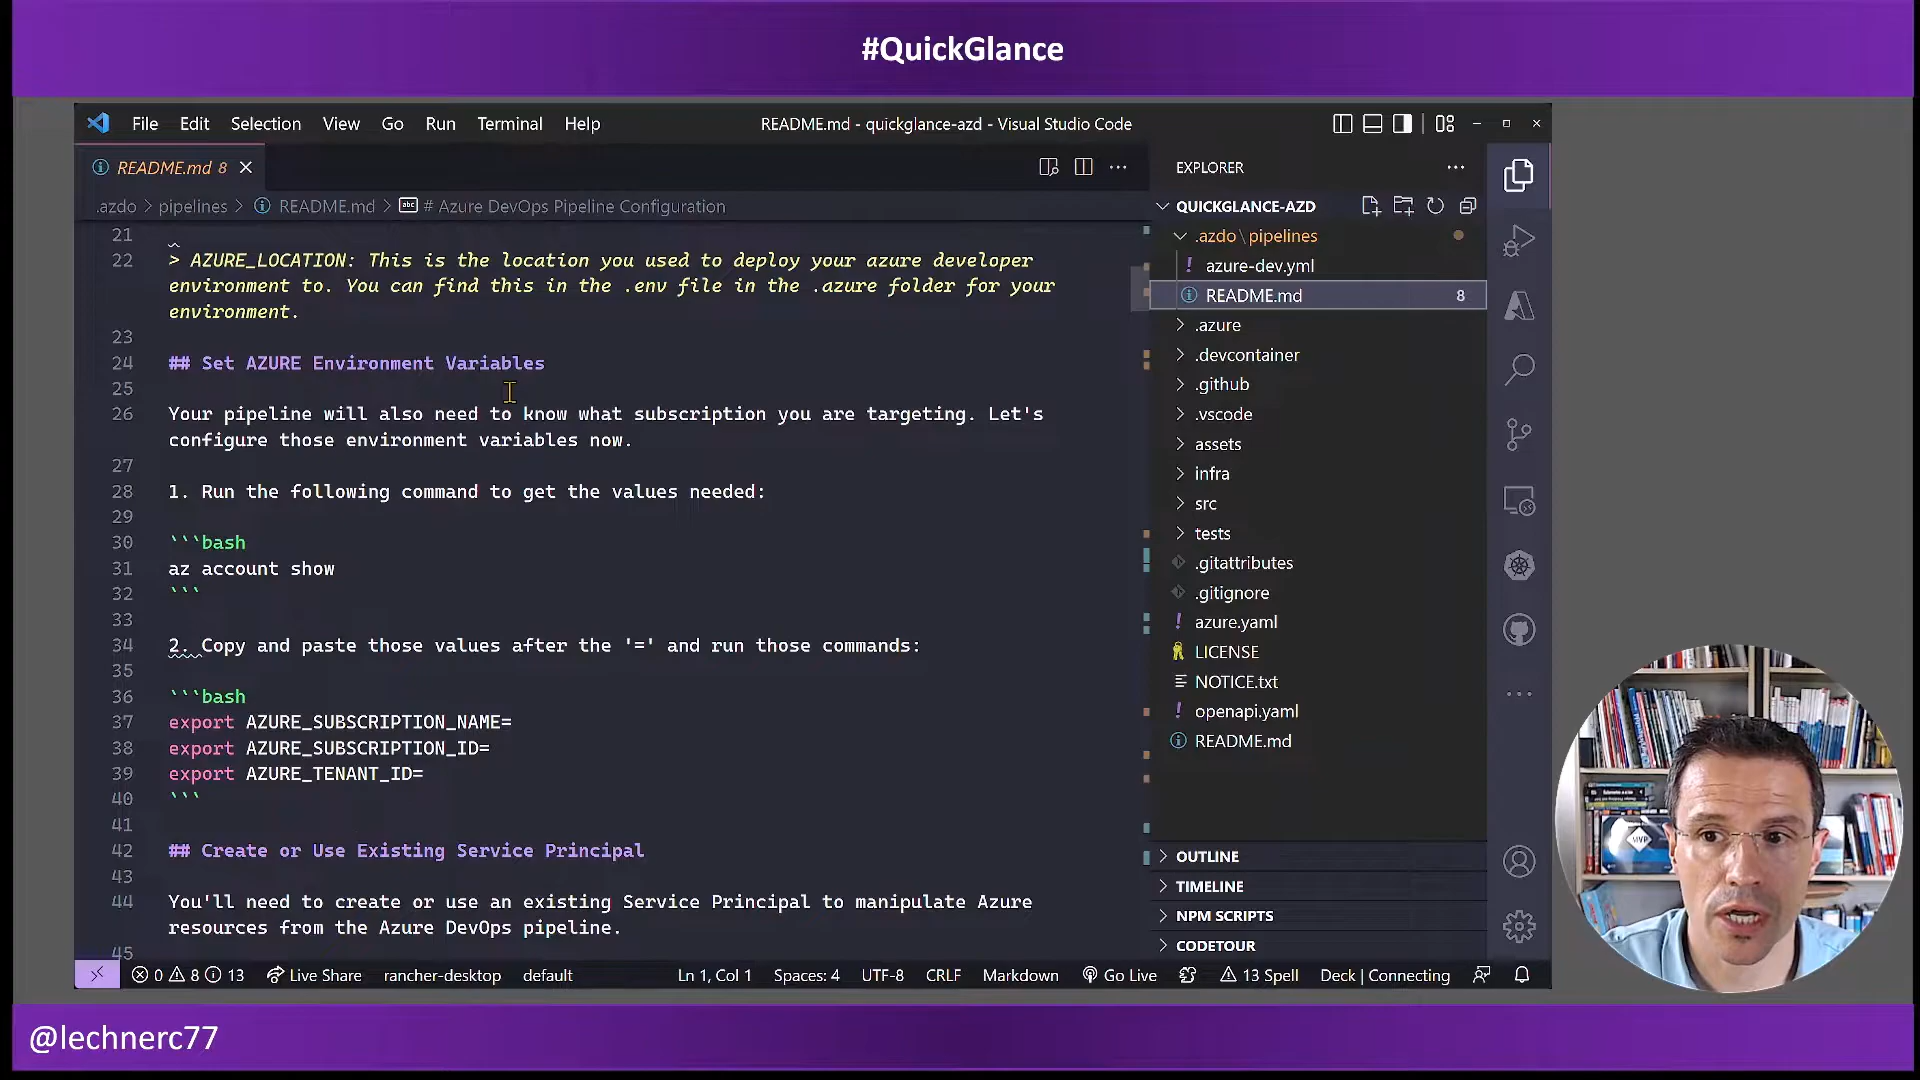 #QuickGlance
File Edit Selection View Go Run Terminal Help README.md - quickglance-azd - Visual Studio Code
README.md 8
.azdo > pipelines > README.md > # Azure DevOps Pipeline Configuration
21
22 > AZURE_LOCATION: This is the location you used to deploy your azure developer
environment to. You can find this in the .env file in the .azure folder for your
environment.
23
24 ## Set AZURE Environment Variables
25
26 Your pipeline will also need to know what subscription you are targeting. Let's
configure those environment variables now.
27
28 1. Run the following command to get the values needed:
29
30 ```bash
31 az account show
32 ```
33
34 2. Copy and paste those values after the '=' and run those commands:
35
36 ```bash
37 export AZURE_SUBSCRIPTION_NAME=
38 export AZURE_SUBSCRIPTION_ID=
39 export AZURE_TENANT_ID=
40 ```
41
42 ## Create or Use Existing Service Principal
43
44 You'll need to create or use an existing Service Principal to manipulate Azure
resources from the Azure DevOps pipeline.
45
EXPLORER
QUICKGLANCE-AZD
.azdo\pipelines
azure-dev.yml
README.md 8
.azure
.devcontainer
.github
.vscode
assets
infra
src
tests
.gitattributes
.gitignore
azure.yaml
LICENSE
NOTICE.txt
openapi.yaml
README.md
OUTLINE
TIMELINE
NPM SCRIPTS
CODETOUR
0 8 13 Live Share rancher-desktop default Ln 1, Col 1 Spaces: 4 UTF-8 CRLF Markdown Go Live 13 Spell Deck | Connecting
MVP
@lechnerc77